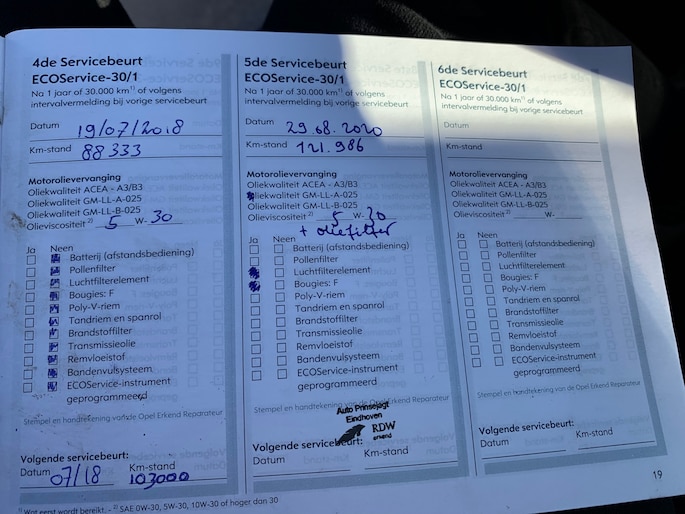 4de Servicebeurt
ECOService-30/1
Na 1 jaar of 30.000 km¹⁾ of volgens
intervalvermelding bij vorige servicebeurt
Datum 19/07/2018
Km-stand 88333
Motorolievervanging
Oliekwaliteit ACEA - A3/B3
Oliekwaliteit GM-LL-A-025
Oliekwaliteit GM-LL-B-025
Olieviscositeit ²⁾ 5 W- 30
Ja Neen
Batterij (afstandsbediening)
Pollenfilter
Luchtfilterelement
Bougies: F
Poly-V-riem
Tandriem en spanrol
Brandstoffilter
Transmissieolie
Remvloeistof
Bandenvulsysteem
ECOService-instrument
geprogrammeerd
Stempel en handtekening van de Opel Erkend Reparateur
Volgende servicebeurt:
Datum Km-stand
07/18 103000
5de Servicebeurt
ECOService-30/1
Na 1 jaar of 30.000 km¹⁾ of volgens
intervalvermelding bij vorige servicebeurt
Datum 29.08.2020
Km-stand 121.986
Motorolievervanging
Oliekwaliteit ACEA - A3/B3
Oliekwaliteit GM-LL-A-025
Oliekwaliteit GM-LL-B-025
Olieviscositeit ²⁾ 5 W- 30
+ oliefilter
Ja Neen
Batterij (afstandsbediening)
Pollenfilter
Luchtfilterelement
Bougies: F
Poly-V-riem
Tandriem en spanrol
Brandstoffilter
Transmissieolie
Remvloeistof
Bandenvulsysteem
ECOService-instrument
geprogrammeerd
Stempel en handtekening van de Opel Erkend Reparateur
Auto Prinsejagt
Eindhoven
RDW
erkend
Volgende servicebeurt:
Datum Km-stand
6de Servicebeurt
ECOService-30/1
Na 1 jaar of 30.000 km¹⁾ of volgens
intervalvermelding bij vorige servicebeurt
Datum
Km-stand
Motorolievervanging
Oliekwaliteit ACEA - A3/B3
Oliekwaliteit GM-LL-A-025
Oliekwaliteit GM-LL-B-025
Olieviscositeit ²⁾ W-
Ja Neen
Batterij (afstandsbediening)
Pollenfilter
Luchtfilterelement
Bougies: F
Poly-V-riem
Tandriem en spanrol
Brandstoffilter
Transmissieolie
Remvloeistof
Bandenvulsysteem
ECOService-instrument
geprogrammeerd
Stempel en handtekening van de Opel Erkend Reparateur
Volgende servicebeurt:
Datum Km-stand
19
¹⁾ Wat eerst wordt bereikt. - ²⁾ SAE 0W-30, 5W-30, 10W-30 of hoger dan 30